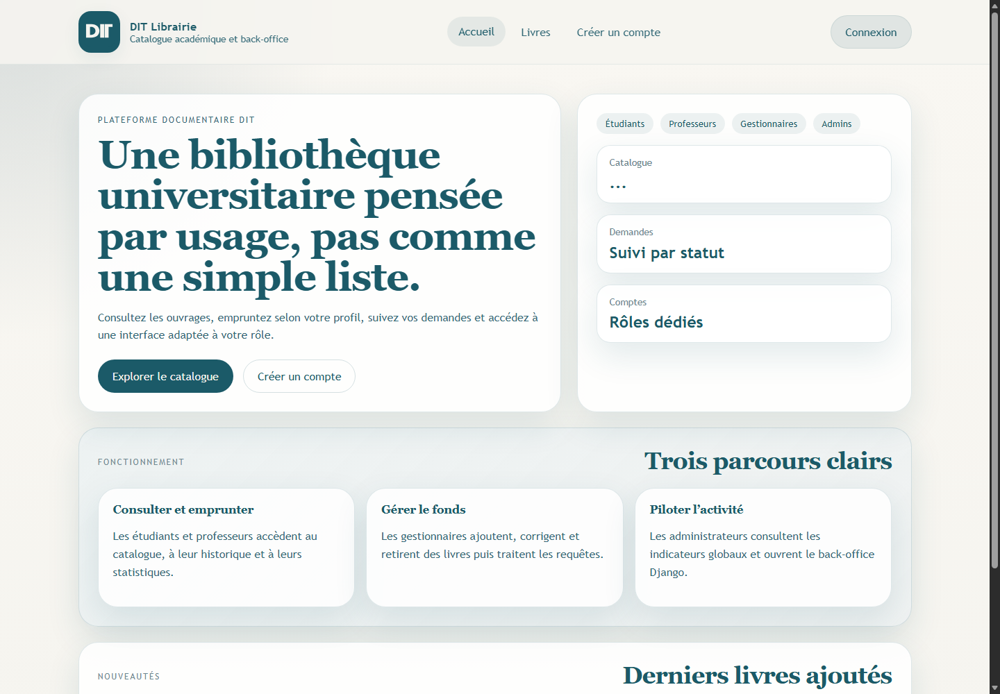 DIT
DIT Librairie
Catalogue académique et back-office
Accueil
Livres
Créer un compte
Connexion
PLATEFORME DOCUMENTAIRE DIT
Une bibliothèque
universitaire pensée
par usage, pas comme
une simple liste.
Consultez les ouvrages, empruntez selon votre profil, suivez vos demandes et accédez à
une interface adaptée à votre rôle.
Explorer le catalogue
Créer un compte
Étudiants
Professeurs
Gestionnaires
Admins
Catalogue
...
Demandes
Suivi par statut
Comptes
Rôles dédiés
FONCTIONNEMENT
Trois parcours clairs
Consulter et emprunter
Les étudiants et professeurs accèdent au
catalogue, à leur historique et à leurs
statistiques.
Gérer le fonds
Les gestionnaires ajoutent, corrigent et
retirent des livres puis traitent les requêtes.
Piloter l’activité
Les administrateurs consultent les
indicateurs globaux et ouvrent le back-office
Django.
NOUVEAUTÉS
Derniers livres ajoutés